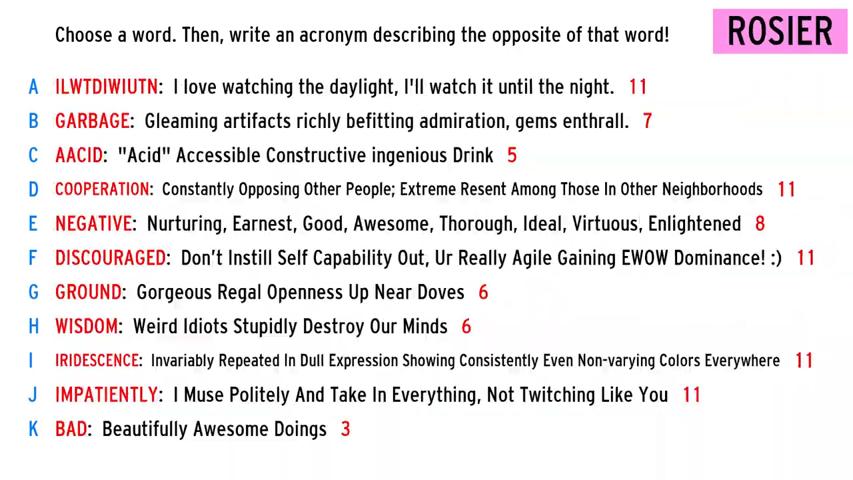 Choose a word. Then, write an acronym describing the opposite of that word!
ROSIER
A ILWTDIWIUTN: I love watching the daylight, I'll watch it until the night. 11
B GARBAGE: Gleaming artifacts richly befitting admiration, gems enthrall. 7
C AACID: "Acid" Accessible Constructive ingenious Drink 5
D COOPERATION: Constantly Opposing Other People; Extreme Resent Among Those In Other Neighborhoods 11
E NEGATIVE: Nurturing, Earnest, Good, Awesome, Thorough, Ideal, Virtuous, Enlightened 8
F DISCOURAGED: Don't Instill Self Capability Out, Ur Really Agile Gaining EWOW Dominance! :) 11
G GROUND: Gorgeous Regal Openness Up Near Doves 6
H WISDOM: Weird Idiots Stupidly Destroy Our Minds 6
I IRIDESCENCE: Invariably Repeated In Dull Expression Showing Consistently Even Non-varying Colors Everywhere 11
J IMPATIENTLY: I Muse Politely And Take In Everything, Not Twitching Like You 11
K BAD: Beautifully Awesome Doings 3